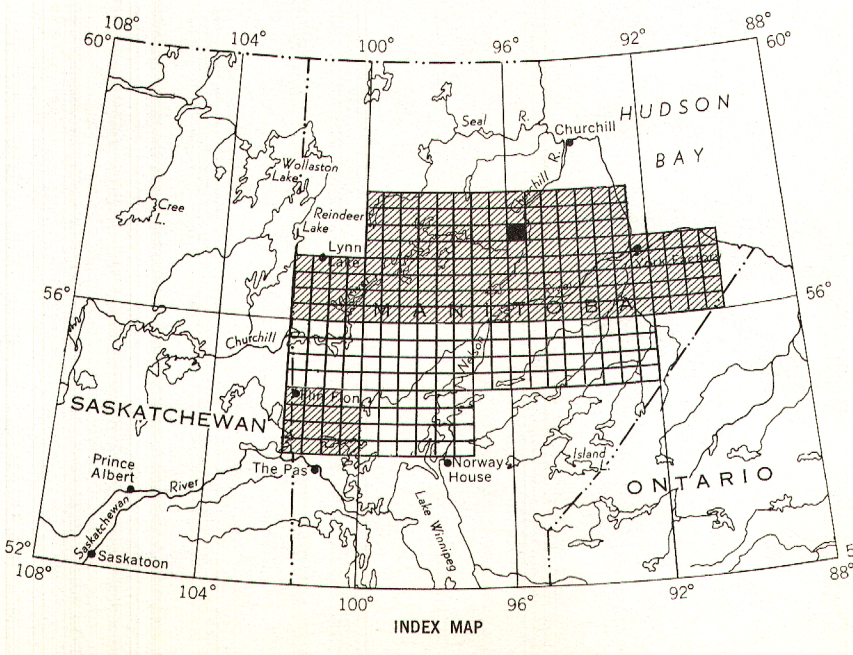 108°
60°
104°
100°
96°
92°
88°
60°
HUDSON
BAY
Seal R.
Churchill
Churchill R.
Wollaston
Lake
Cree
L.
Reindeer
Lake
Lynn
Lake
York Factory
56°
MANITOBA
56°
Churchill
Nelson
Flin Flon
SASKATCHEWAN
Prince
Albert
River
The Pas
Norway
House
Island
ONTARIO
Saskatchewan
Lake Winnipeg
Saskatoon
52°
108°
104°
100°
96°
92°
88°
5
INDEX MAP